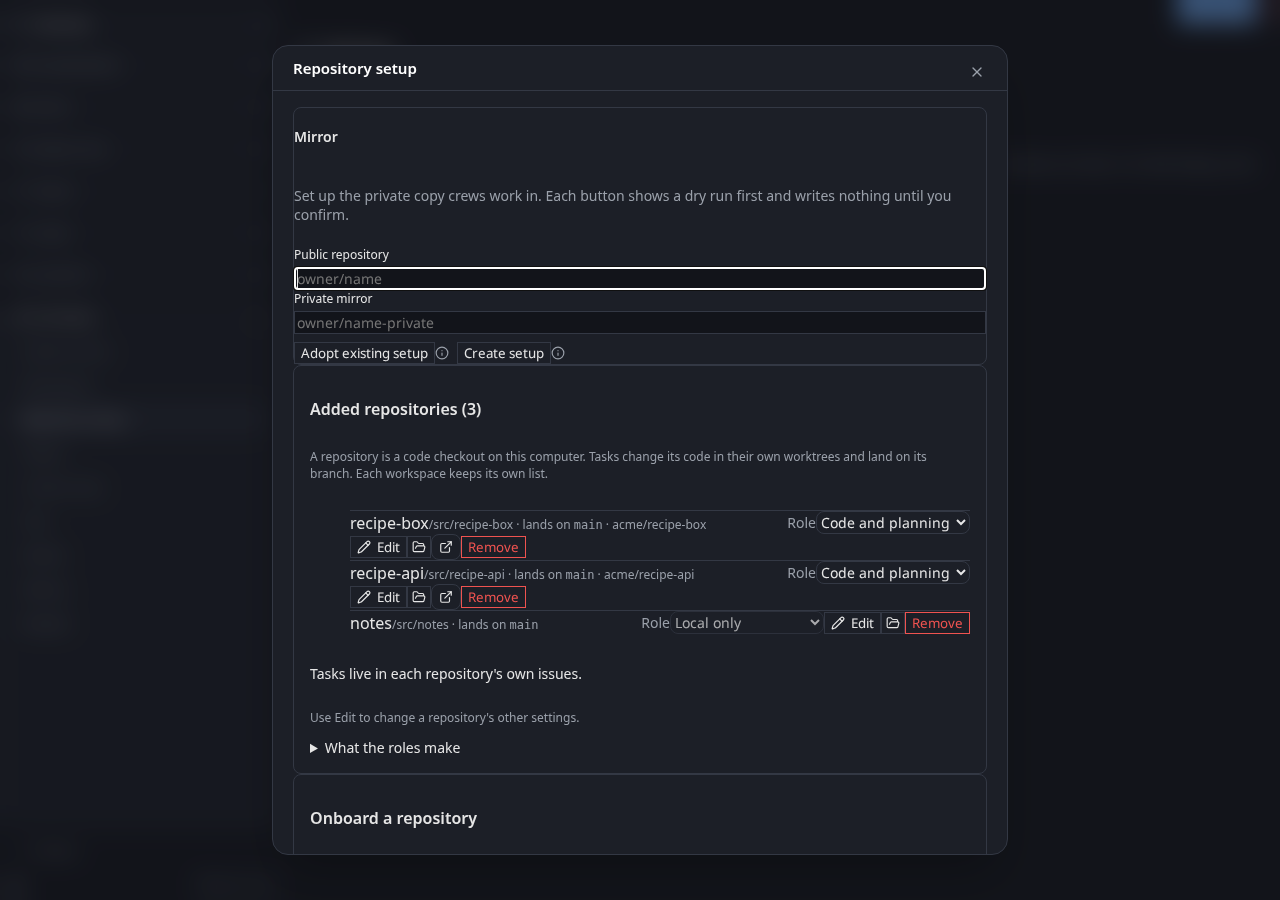 Repository setup
Mirror
Set up the private copy crews work in. Each button shows a dry run first and writes nothing until you
confirm.
Public repository
owner/name
Private mirror
owner/name-private
Adopt existing setup Create setup
Added repositories (3)
A repository is a code checkout on this computer. Tasks change its code in their own worktrees and land on its
branch. Each workspace keeps its own list.
recipe-box/src/recipe-box · lands on main · acme/recipe-box Role Code and planning
Edit Remove
recipe-api/src/recipe-api · lands on main · acme/recipe-api Role Code and planning
Edit Remove
notes/src/notes · lands on main Role Local only Edit Remove
Tasks live in each repository's own issues.
Use Edit to change a repository's other settings.
What the roles make
Onboard a repository